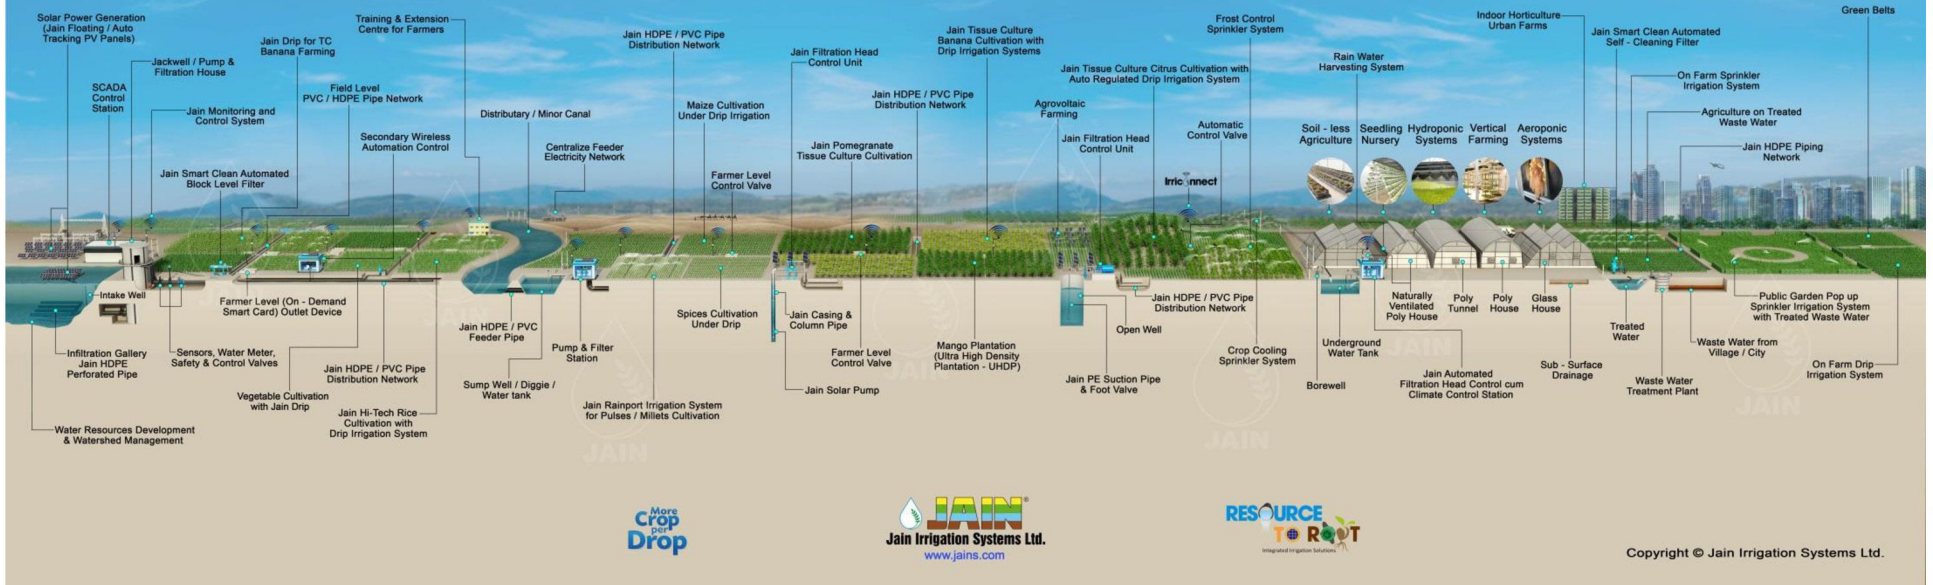 Solar Power Generation
(Jain Floating / Auto
Tracking PV Panels)
SCADA
Control
Station
Jackwell / Pump &
Filtration House
Jain Monitoring and
Control System
Jain Smart Clean Automated
Block Level Filter
Jain Drip for TC
Banana Farming
Field Level
PVC / HDPE Pipe Network
Training & Extension
Centre for Farmers
Secondary Wireless
Automation Control
Distributary / Minor Canal
Centralize Feeder
Electricity Network
Jain HDPE / PVC Pipe
Distribution Network
Maize Cultivation
Under Drip Irrigation
Farmer Level
Control Valve
Jain Filtration Head
Control Unit
Jain Pomegranate
Tissue Culture Cultivation
Jain HDPE / PVC Pipe
Distribution Network
Jain Tissue Culture
Banana Cultivation with
Drip Irrigation Systems
Agrovoltaic
Farming
Jain Tissue Culture Citrus Cultivation with
Auto Regulated Drip Irrigation System
Jain Filtration Head
Control Unit
Irriconnect
Automatic
Control Valve
Frost Control
Sprinkler System
Rain Water
Harvesting System
Soil - less
Agriculture
Seedling
Nursery
Hydroponic
Systems
Vertical
Farming
Aeroponic
Systems
Indoor Horticulture
Urban Farms
Jain Smart Clean Automated
Self - Cleaning Filter
On Farm Sprinkler
Irrigation System
Agriculture on Treated
Waste Water
Jain HDPE Piping
Network
Green Belts
Intake Well
Infiltration Gallery
Jain HDPE
Perforated Pipe
Water Resources Development
& Watershed Management
Sensors, Water Meter,
Safety & Control Valves
Farmer Level (On - Demand
Smart Card) Outlet Device
Vegetable Cultivation
with Jain Drip
Jain HDPE / PVC Pipe
Distribution Network
Jain Hi-Tech Rice
Cultivation with
Drip Irrigation System
Jain HDPE / PVC
Feeder Pipe
Sump Well / Diggie /
Water tank
Pump & Filter
Station
Jain Rainport Irrigation System
for Pulses / Millets Cultivation
Spices Cultivation
Under Drip
Jain Casing &
Column Pipe
Jain Solar Pump
Farmer Level
Control Valve
Mango Plantation
(Ultra High Density
Plantation - UHDP)
Open Well
Jain PE Suction Pipe
& Foot Valve
Jain HDPE / PVC Pipe
Distribution Network
Crop Cooling
Sprinkler System
Borewell
Underground
Water Tank
Naturally
Ventilated
Poly House
Jain Automated
Filtration Head Control cum
Climate Control Station
Poly
Tunnel
Poly
House
Glass
House
Sub - Surface
Drainage
Treated
Water
Waste Water
Treatment Plant
Waste Water from
Village / City
Public Garden Pop up
Sprinkler Irrigation System
with Treated Waste Water
On Farm Drip
Irrigation System
JAIN
JAIN
JAIN
JAIN
JAIN
JAIN
JAIN
More
Crop
per
Drop
JAIN®
Jain Irrigation Systems Ltd.
www.jains.com
RESOURCE
TO ROOT
Integrated Irrigation Solutions
Copyright © Jain Irrigation Systems Ltd.